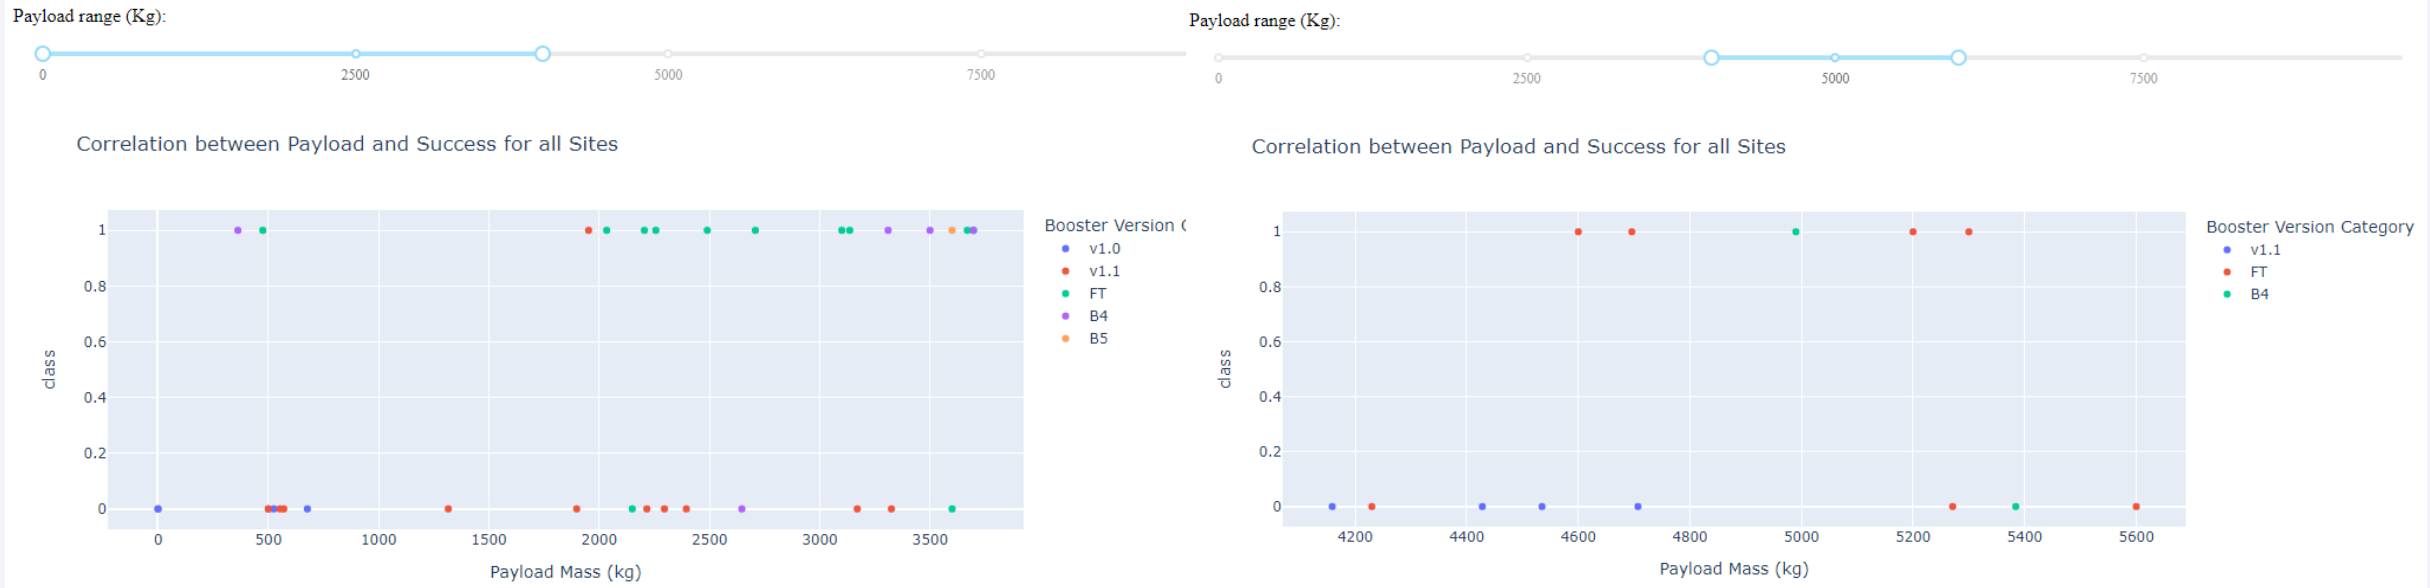 Payload range (Kg):
0 2500 5000 7500
Correlation between Payload and Success for all Sites
Booster Version C
v1.0
v1.1
FT
B4
B5
1
0.8
0.6
0.4
0.2
0
class
0 500 1000 1500 2000 2500 3000 3500
Payload Mass (kg)
Payload range (Kg):
0 2500 5000 7500
Correlation between Payload and Success for all Sites
Booster Version Category
v1.1
FT
B4
1
0.8
0.6
0.4
0.2
0
class
4200 4400 4600 4800 5000 5200 5400 5600
Payload Mass (kg)